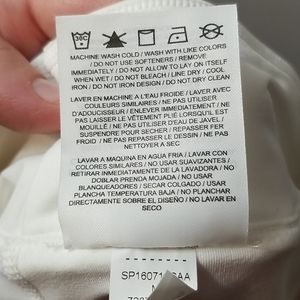 30C
MACHINE WASH COLD / WASH WITH LIKE COLORS
/ DO NOT USE SOFTENERS / REMOVE
IMMEDIATELY / DO NOT ALLOW TO LAY ON ITSELF
WHEN WET / DO NOT BLEACH / LINE DRY / COOL
IRON / DO NOT IRON DESIGN / DO NOT DRY CLEAN
LAVER EN MACHINE A L'EAU FROIDE / LAVER AVEC
COULEURS SIMILAIRES / NE PAS UTILISER
D'ADOUCISSEUR / ENLEVER IMMEDIATEMENT / NE
PAS LAISSER LE VÊTEMENT PLIÉ LORSQU'IL EST
MOUILLÉ / NE PAS UTILISER D'EAU DE JAVEL /
SUSPENDRE POUR SÉCHER / REPASSER LE FER
FROID / NE PAS REPASSER LE DESSIN / NE PAS
NETTOYER A SEC
LAVAR A MAQUINA EN AGUA FRIA / LAVAR CON
COLORES SIMILARES / NO USAR SUAVIZANTES /
RETIRAR INMEDIATAMENTE DE LA LAVADORA / NO
DOBLAR PRENDA MOJADA / NO USAR
BLANQUEADORES / SECAR COLGADO / USAR
PLANCHA TEMPLADA (BAJA) / NO PLANCHAR
DIRECTAMENTE SOBRE EL DISEÑO / NO LAVAR EN
SECO